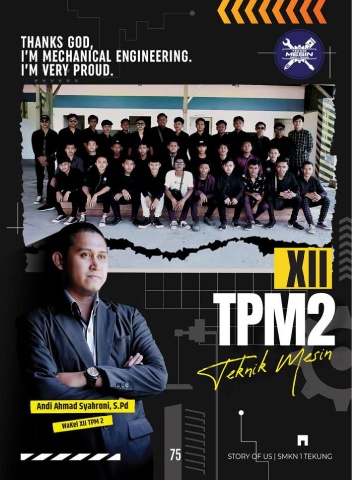 THANKS GOD,
I'M MECHANICAL ENGINEERING.
I'M VERY PROUD.
MESIN
XII
TPM2
Teknik Mesin
Andi Ahmad Syahroni, S.Pd
WaKel XII TPM 2
75
STORY OF US | SMKN 1 TEKUNG